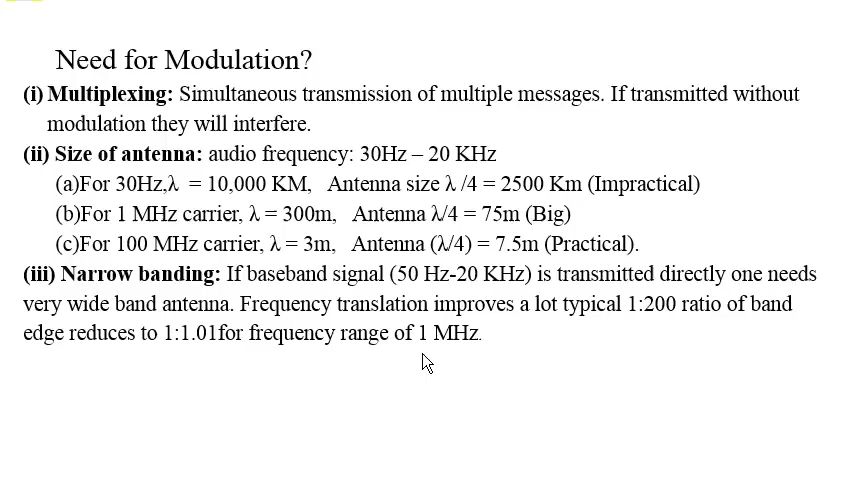 Need for Modulation?
(i) Multiplexing: Simultaneous transmission of multiple messages. If transmitted without
modulation they will interfere.
(ii) Size of antenna: audio frequency: 30Hz – 20 KHz
(a)For 30Hz,λ = 10,000 KM, Antenna size λ /4 = 2500 Km (Impractical)
(b)For 1 MHz carrier, λ = 300m, Antenna λ/4 = 75m (Big)
(c)For 100 MHz carrier, λ = 3m, Antenna (λ/4) = 7.5m (Practical).
(iii) Narrow banding: If baseband signal (50 Hz-20 KHz) is transmitted directly one needs
very wide band antenna. Frequency translation improves a lot typical 1:200 ratio of band
edge reduces to 1:1.01for frequency range of 1 MHz.